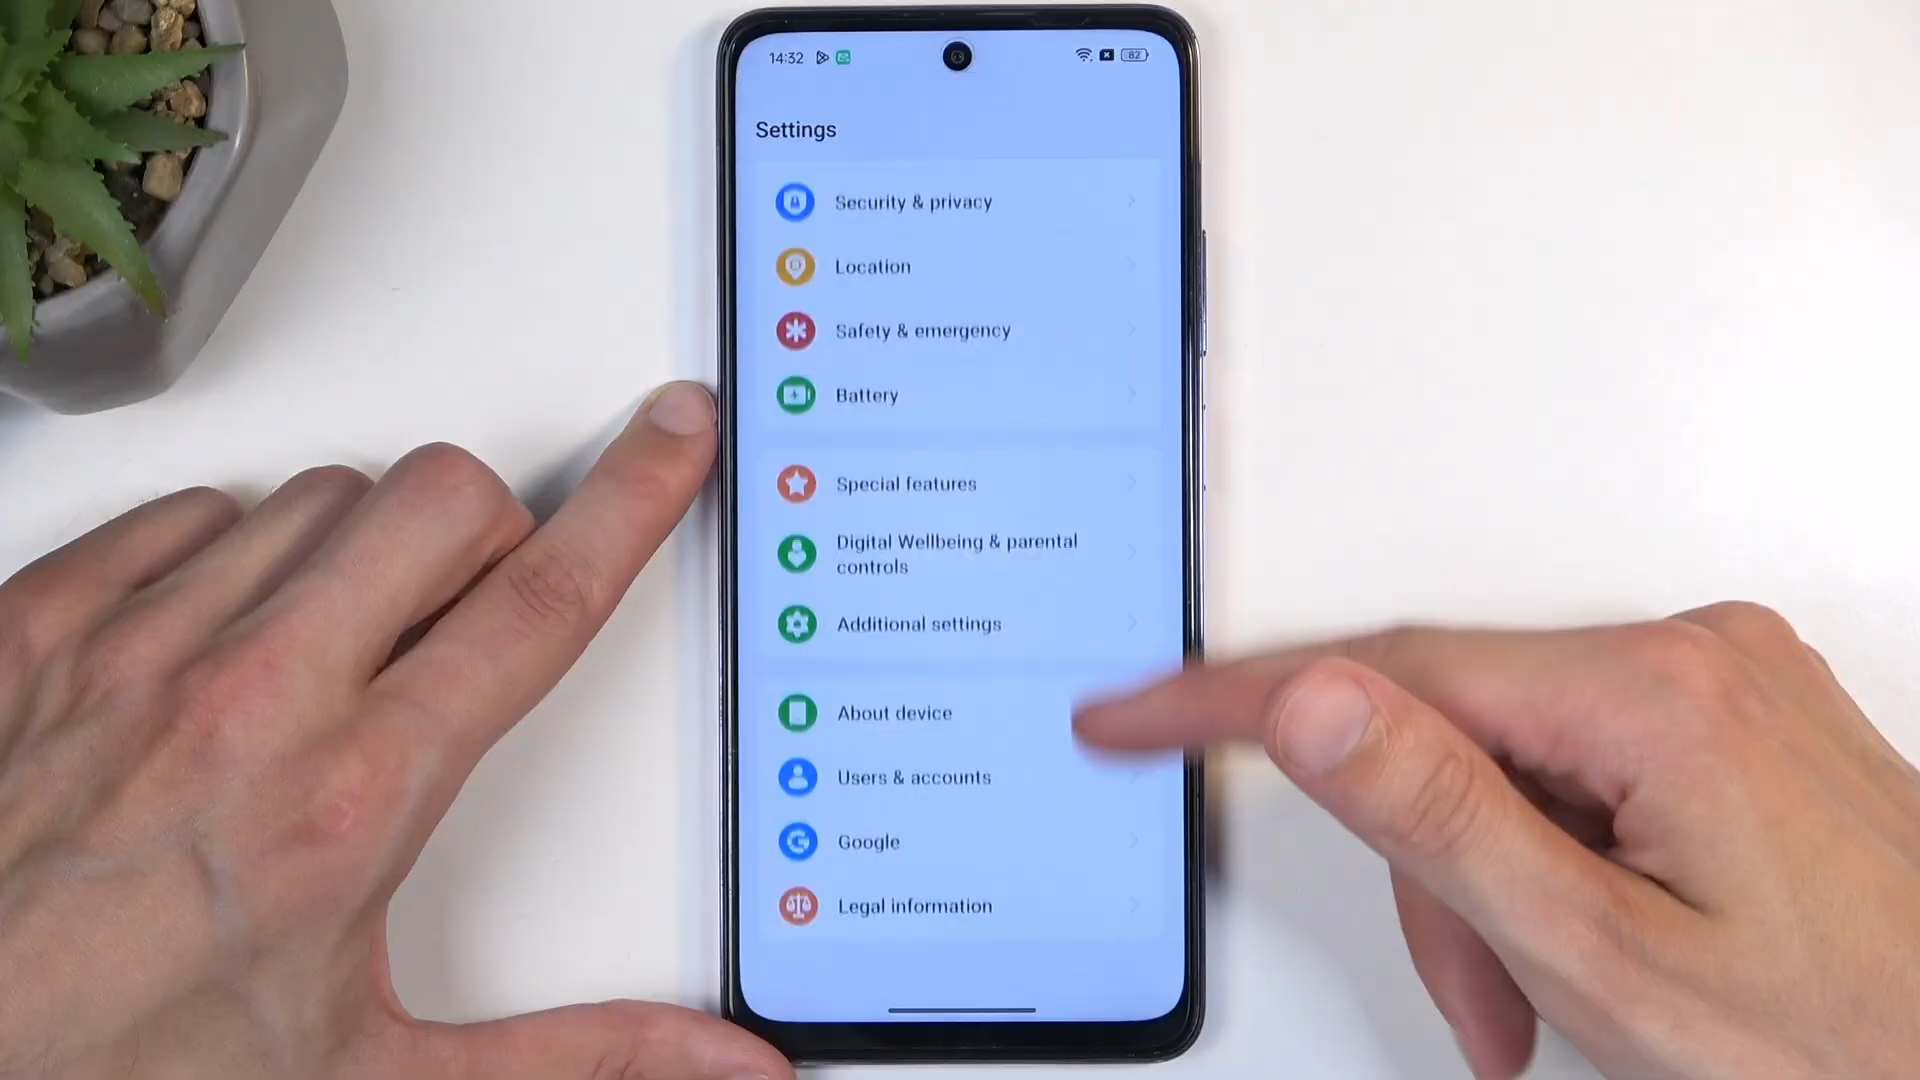 14:32
82
Settings
Security & privacy
Location
Safety & emergency
Battery
Special features
Digital Wellbeing & parental
controls
Additional settings
About device
Users & accounts
Google
Legal information